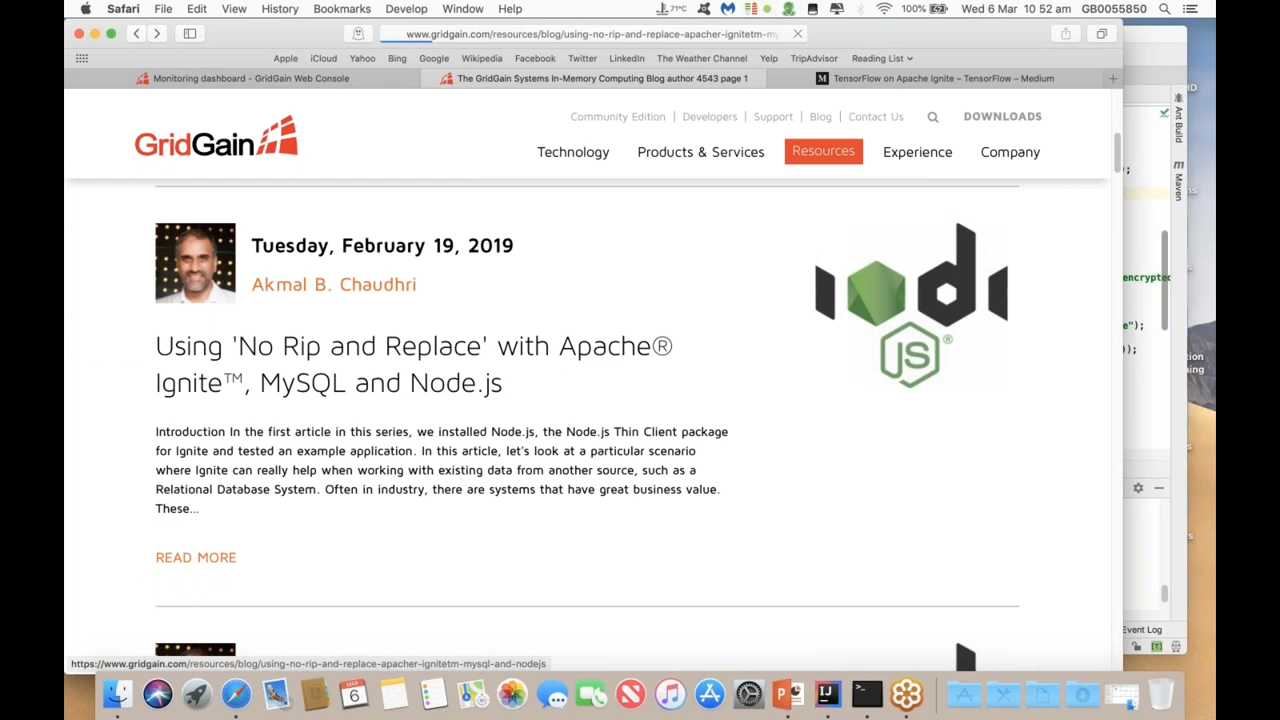 Safari File Edit View History Bookmarks Develop Window Help 71°C 100% Wed 6 Mar 10 52 am GB0055850
www.gridgain.com/resources/blog/using-no-rip-and-replace-apacher-ignitetm-my
Apple iCloud Yahoo Bing Google Wikipedia Facebook Twitter LinkedIn The Weather Channel Yelp TripAdvisor Reading List
Monitoring dashboard - GridGain Web Console
The GridGain Systems In-Memory Computing Blog author 4543 page 1
M TensorFlow on Apache Ignite – TensorFlow – Medium
Community Edition | Developers | Support | Blog | Contact Us DOWNLOADS
GridGain
Technology Products & Services Resources Experience Company
Ant Build
Maven
Tuesday, February 19, 2019
Akmal B. Chaudhri
node
JS®
Using 'No Rip and Replace' with Apache®
Ignite™, MySQL and Node.js
encrypted
e");
);
));
Introduction In the first article in this series, we installed Node.js, the Node.js Thin Client package
for Ignite and tested an example application. In this article, let's look at a particular scenario
where Ignite can really help when working with existing data from another source, such as a
Relational Database System. Often in industry, there are systems that have great business value.
These...
READ MORE
Event Log
https://www.gridgain.com/resources/blog/using-no-rip-and-replace-apacher-ignitetm-mysql-and-nodejs
MAR
6